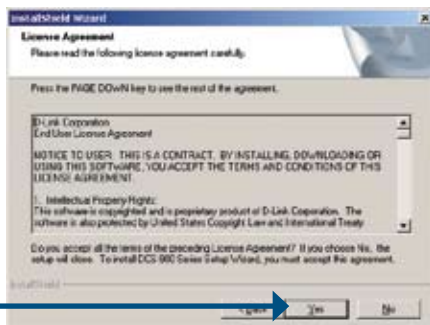 InstallShield Wizard
License Agreement
Please read the following license agreement carefully.
Press the PAGE DOWN key to see the rest of the agreement.
D-Link Corporation
End User License Agreement
NOTICE TO USER: THIS IS A CONTRACT. BY INSTALLING, DOWNLOADING OR
USING THIS SOFTWARE, YOU ACCEPT THE TERMS AND CONDITIONS OF THIS
LICENSE AGREEMENT.
1. Intellectual Property Rights:
This software is copyrighted and is proprietary product of D-Link Corporation. The
software is also protected by United States Copyright Law and International Treaty
Do you accept all the terms of the preceding License Agreement? If you choose No, the
setup will close. To install DCS-900 Series Setup Wizard, you must accept this agreement.
InstallShield
< Back
Yes
No